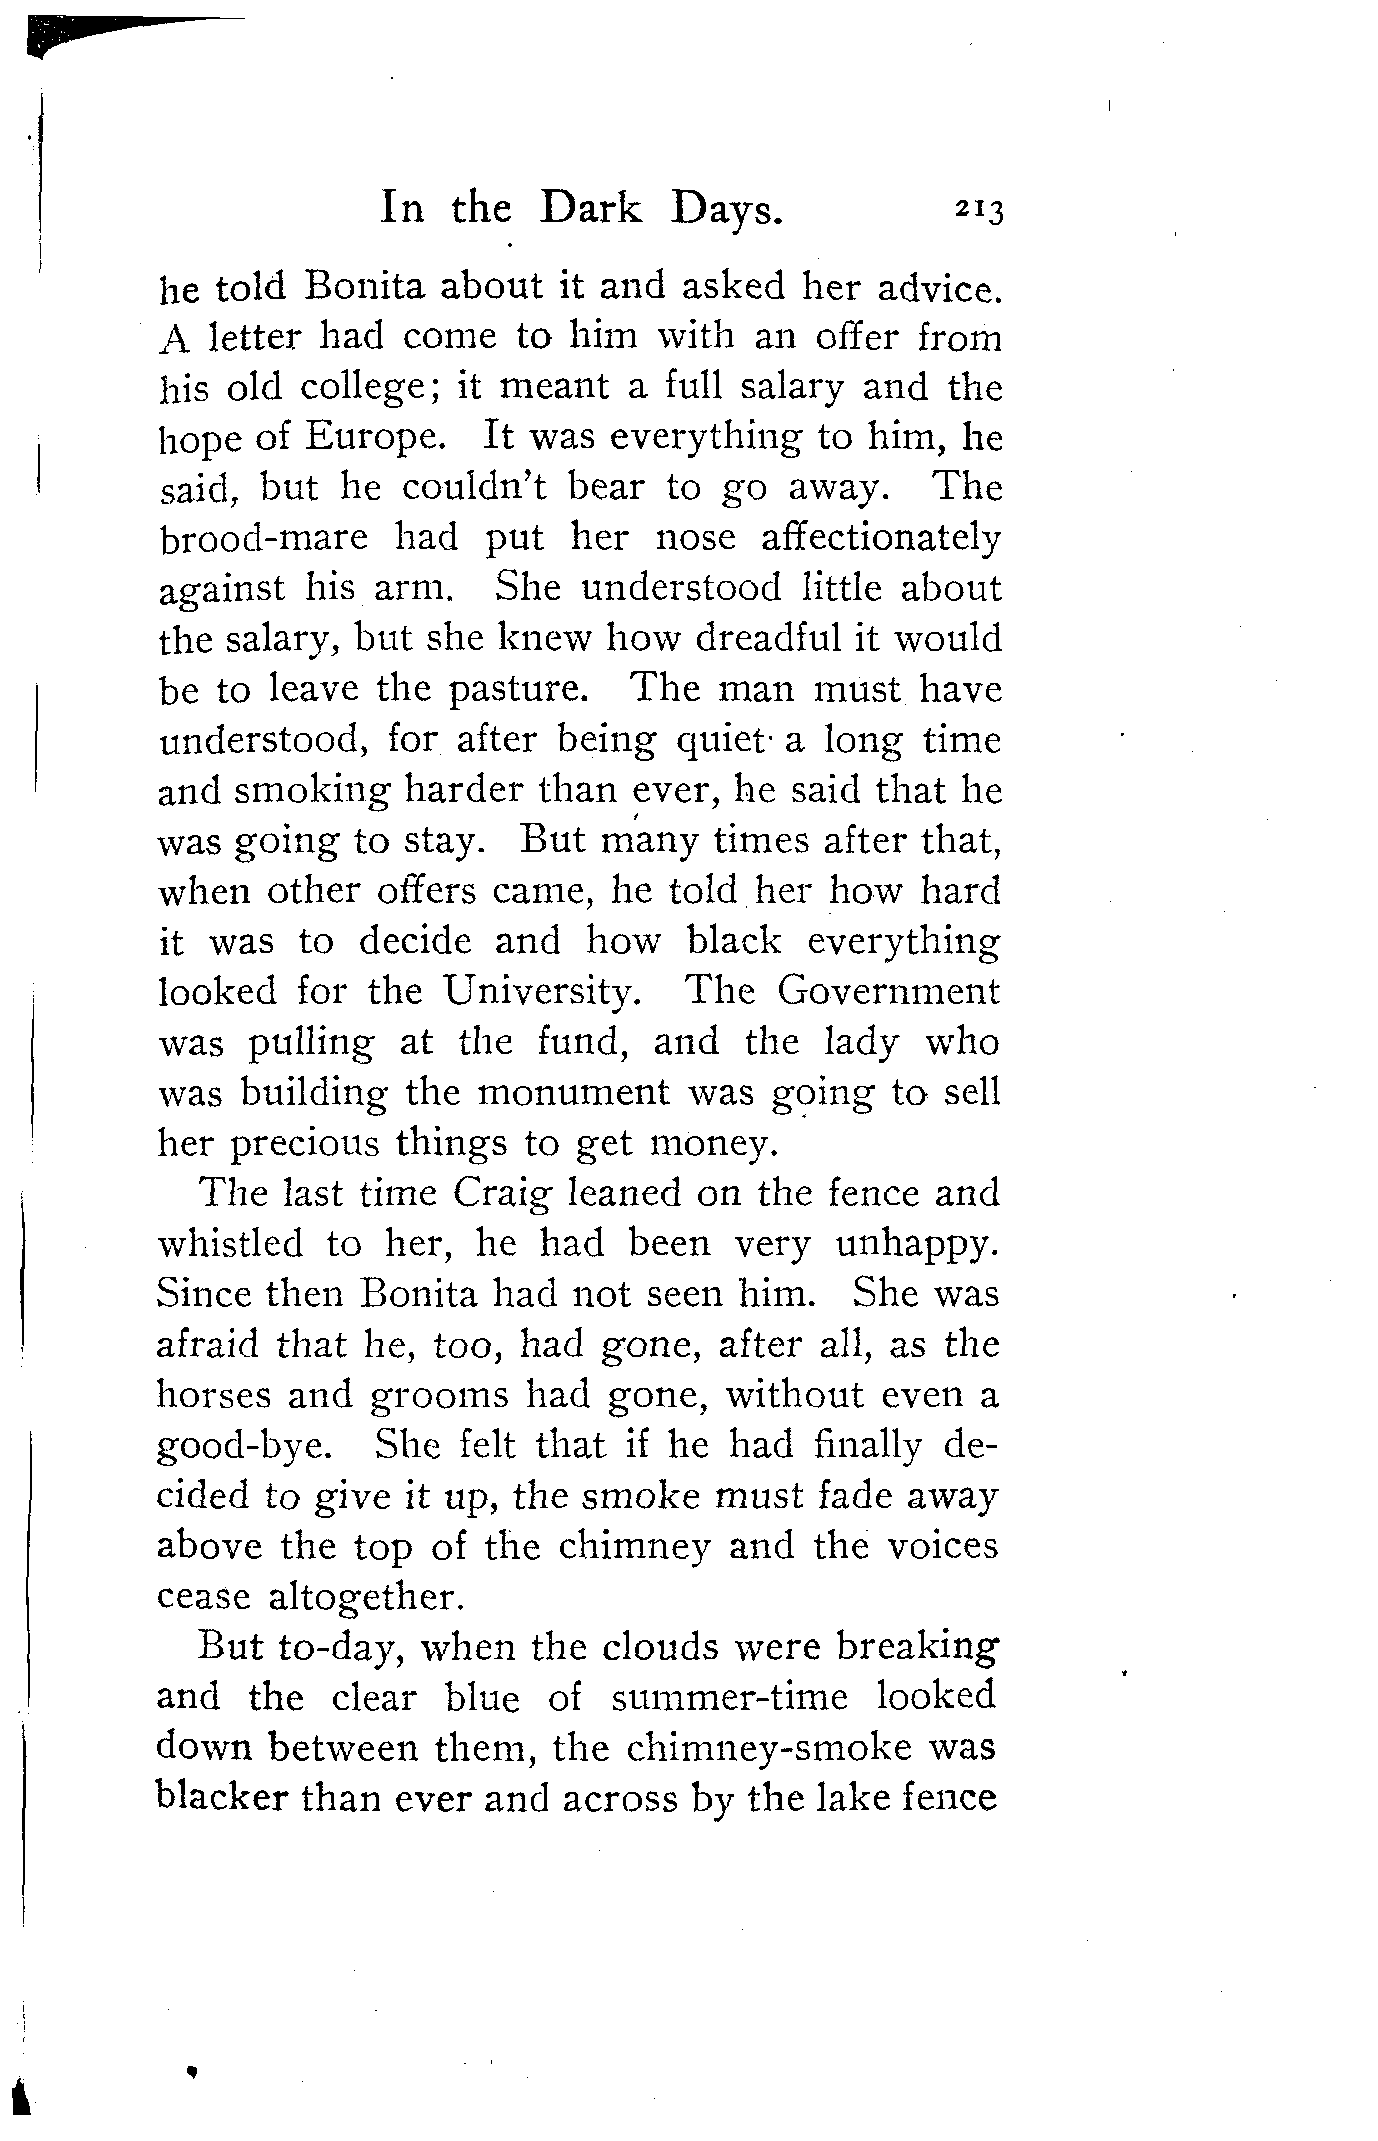 In the Dark Days. 213
he told Bonita about it and asked her advice.
A letter had come to him with an offer from
his old college; it meant a full salary and the
hope of Europe. It was everything to him, he
said, but he couldn't bear to go away. The
brood-mare had put her nose affectionately
against his arm. She understood little about
the salary, but she knew how dreadful it would
be to leave the pasture. The man must have
understood, for after being quiet a long time
and smoking harder than ever, he said that he
was going to stay. But many times after that,
when other offers came, he told her how hard
it was to decide and how black everything
looked for the University. The Government
was pulling at the fund, and the lady who
was building the monument was going to sell
her precious things to get money.
The last time Craig leaned on the fence and
whistled to her, he had been very unhappy.
Since then Bonita had not seen him. She was
afraid that he, too, had gone, after all, as the
horses and grooms had gone, without even a
good-bye. She felt that if he had finally de-
cided to give it up, the smoke must fade away
above the top of the chimney and the voices
cease altogether.
But to-day, when the clouds were breaking
and the clear blue of summer-time looked
down between them, the chimney-smoke was
blacker than ever and across by the lake fence